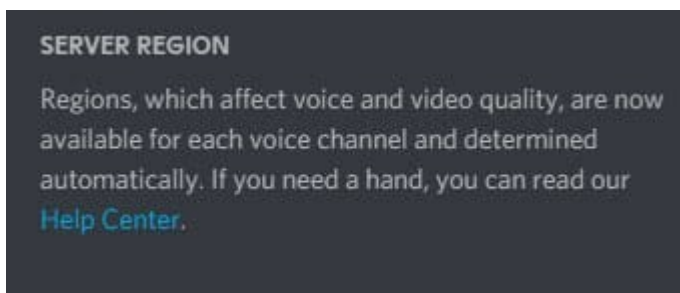 SERVER REGION
Regions, which affect voice and video quality, are now
available for each voice channel and determined
automatically. If you need a hand, you can read our
Help Center.